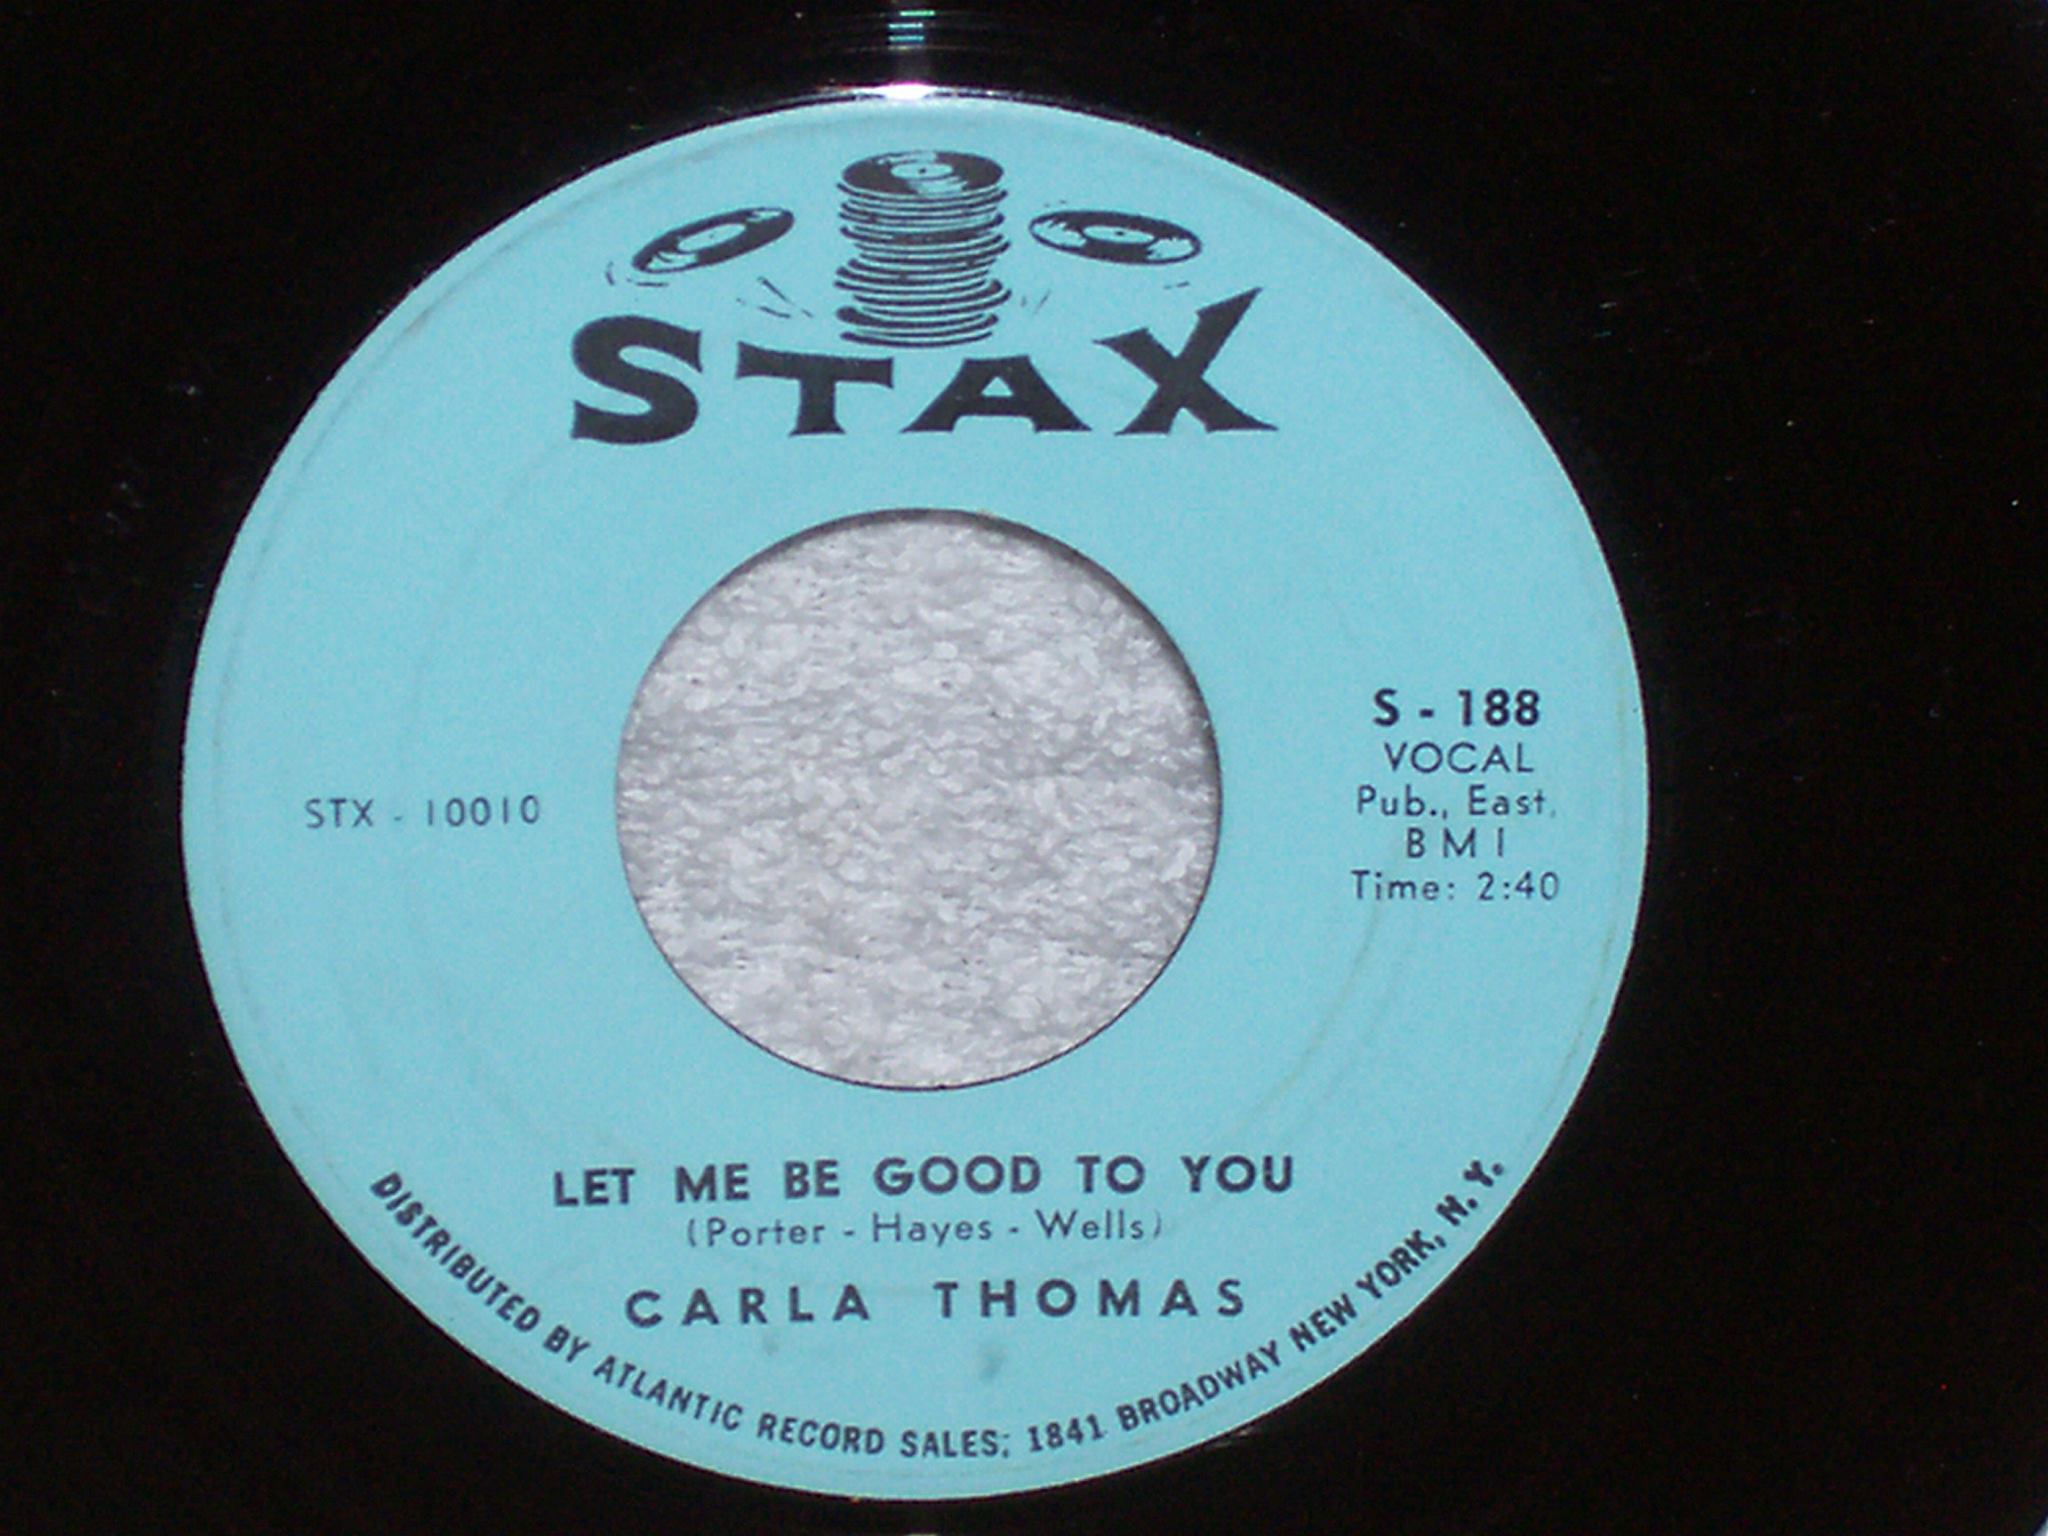 STAX
S - 188
VOCAL
Pub., East,
BMI
Time: 2:40
STX - 10010
LET ME BE GOOD TO YOU
(Porter - Hayes - Wells)
CARLA THOMAS
DISTRIBUTED BY ATLANTIC RECORD SALES; 1841 BROADWAY NEW YORK, N. Y.